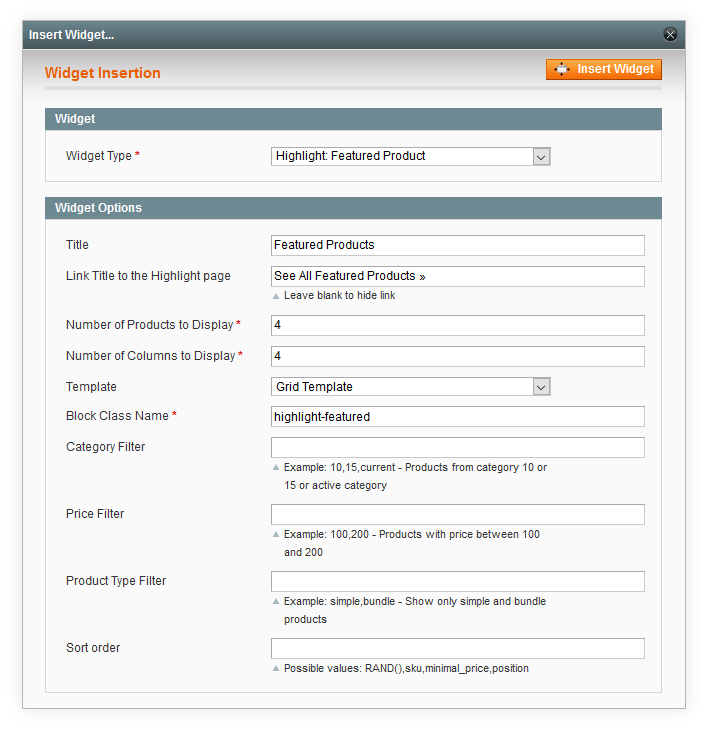 Insert Widget...
Widget Insertion
Insert Widget
Widget
Widget Type *
Highlight: Featured Product
Widget Options
Title
Featured Products
Link Title to the Highlight page
See All Featured Products »
Leave blank to hide link
Number of Products to Display *
4
Number of Columns to Display *
4
Template
Grid Template
Block Class Name *
highlight-featured
Category Filter
Example: 10,15,current - Products from category 10 or
15 or active category
Price Filter
Example: 100,200 - Products with price between 100
and 200
Product Type Filter
Example: simple,bundle - Show only simple and bundle
products
Sort order
Possible values: RAND(),sku,minimal_price,position